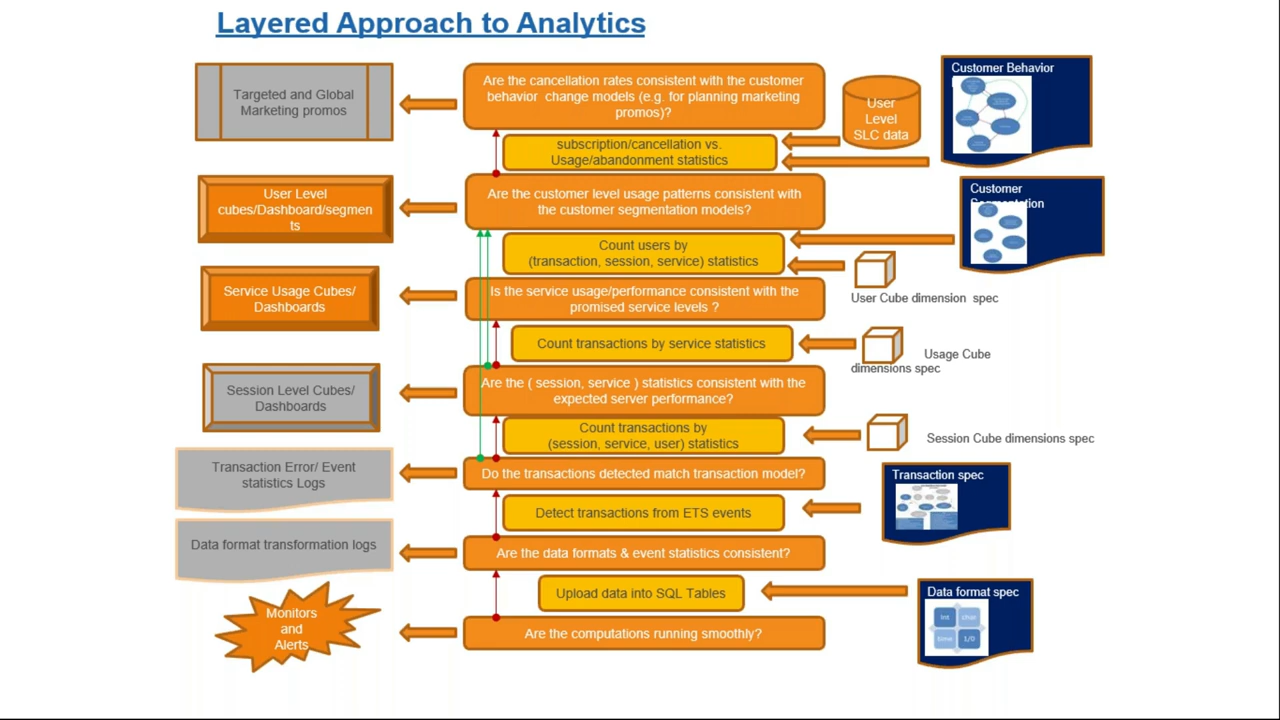 Layered Approach to Analytics
Targeted and Global
Marketing promos
Are the cancellation rates consistent with the customer
behavior change models (e.g. for planning marketing
promos)?
User
Level
SLC data
Customer Behavior
subscription/cancellation vs.
Usage/abandonment statistics
User Level
cubes/Dashboard/segmen
ts
Are the customer level usage patterns consistent with
the customer segmentation models?
Customer
Segmentation
Count users by
(transaction, session, service) statistics
User Cube dimension spec
Service Usage Cubes/
Dashboards
Is the service usage/performance consistent with the
promised service levels ?
Count transactions by service statistics
Usage Cube
dimensions spec
Session Level Cubes/
Dashboards
Are the ( session, service ) statistics consistent with the
expected server performance?
Count transactions by
(session, service, user) statistics
Session Cube dimensions spec
Transaction Error/ Event
statistics Logs
Do the transactions detected match transaction model?
Transaction spec
Detect transactions from ETS events
Data format transformation logs
Are the data formats & event statistics consistent?
Upload data into SQL Tables
Data format spec
Int
char
time
1/0
Monitors
and
Alerts
Are the computations running smoothly?